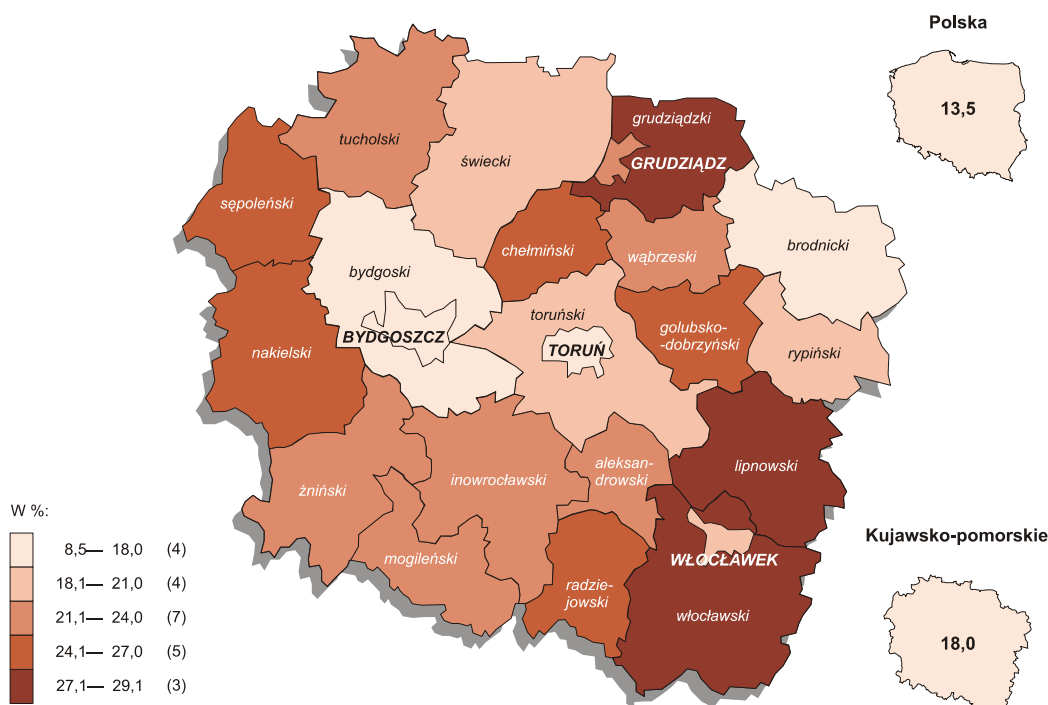 Polska
13,5
grudziądzki
tucholski
świecki
GRUDZIĄDZ
sępoleński
brodnicki
chełmiński
wąbrzeski
bydgoski
toruński
golubsko-
-dobrzyński
BYDGOSZCZ
TORUŃ
nakielski
rypiński
aleksan-
drowski
lipnowski
inowrocławski
żniński
W %:
Kujawsko-pomorskie
8,5— 18,0 (4)
mogileński
WŁOCŁAWEK
18,1— 21,0 (4)
radzie-
jowski
21,1— 24,0 (7)
włocławski
18,0
24,1— 27,0 (5)
27,1— 29,1 (3)